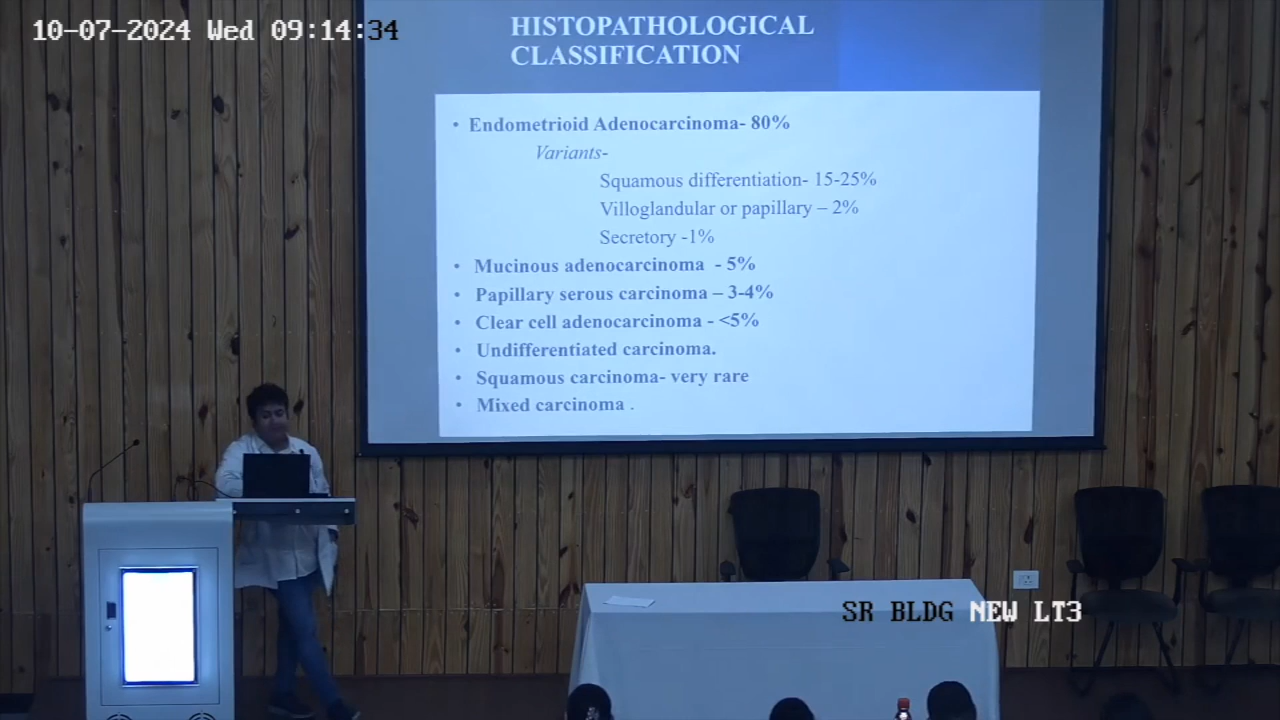 10-07-2024 Wed 09:14:34
HISTOPATHOLOGICAL
CLASSIFICATION
• Endometrioid Adenocarcinoma- 80%
Variants-
Squamous differentiation- 15-25%
Villoglandular or papillary – 2%
Secretory -1%
• Mucinous adenocarcinoma - 5%
• Papillary serous carcinoma – 3-4%
• Clear cell adenocarcinoma - <5%
• Undifferentiated carcinoma.
• Squamous carcinoma- very rare
• Mixed carcinoma .
SR BLDG NEW LT3